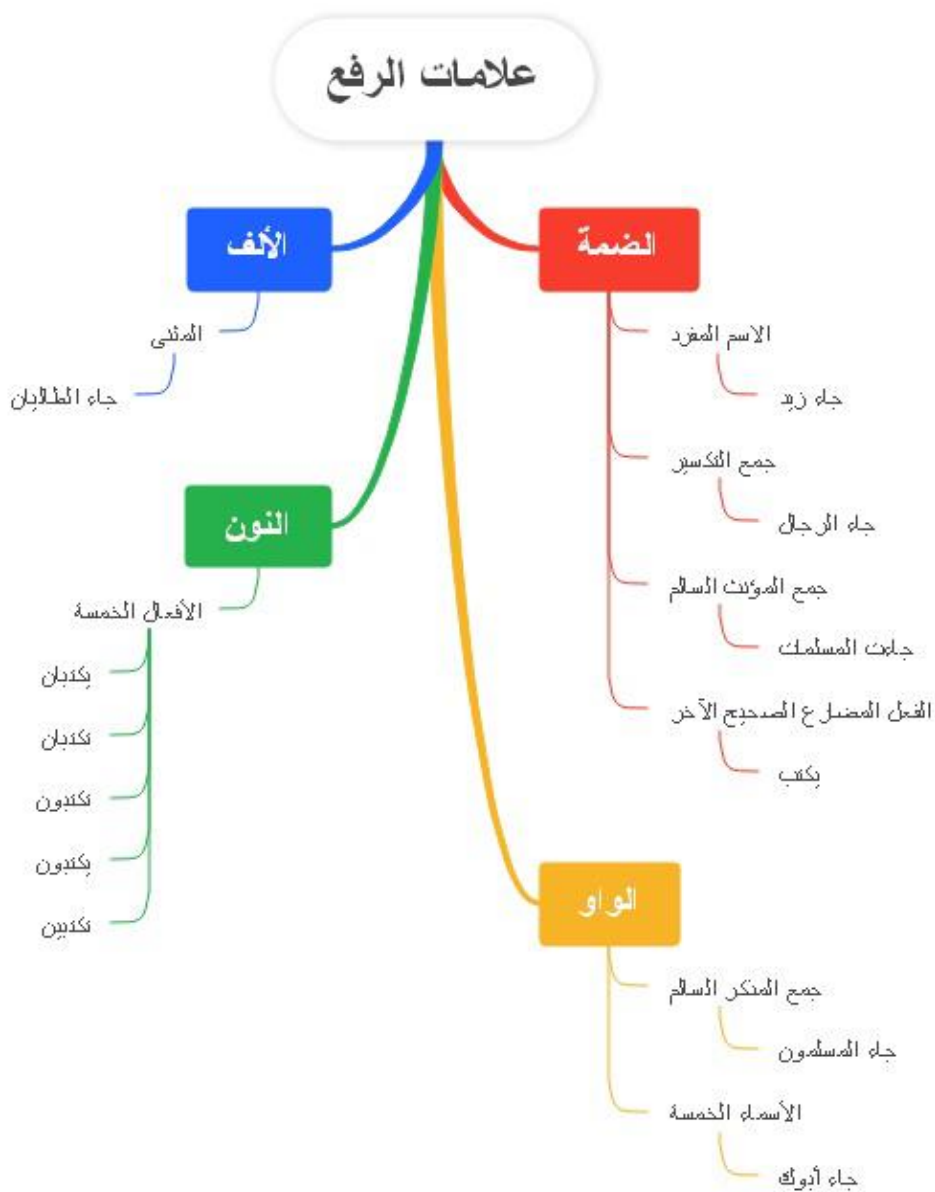 علامات الرفع
الضمة
الاسم المفرد
جاء زيد
جمع التكسير
جاء الرجال
جمع المؤنث السالم
جاءت المسلمات
الفعل المضارع الصحيح الآخر
يكتب
الواو
جمع المذكر السالم
جاء المسلمون
الأسماء الخمسة
جاء أبوك
الألف
المثنى
جاء الطالبان
النون
الأفعال الخمسة
يكتبان
تكتبان
تكتبون
يكتبون
تكتبين